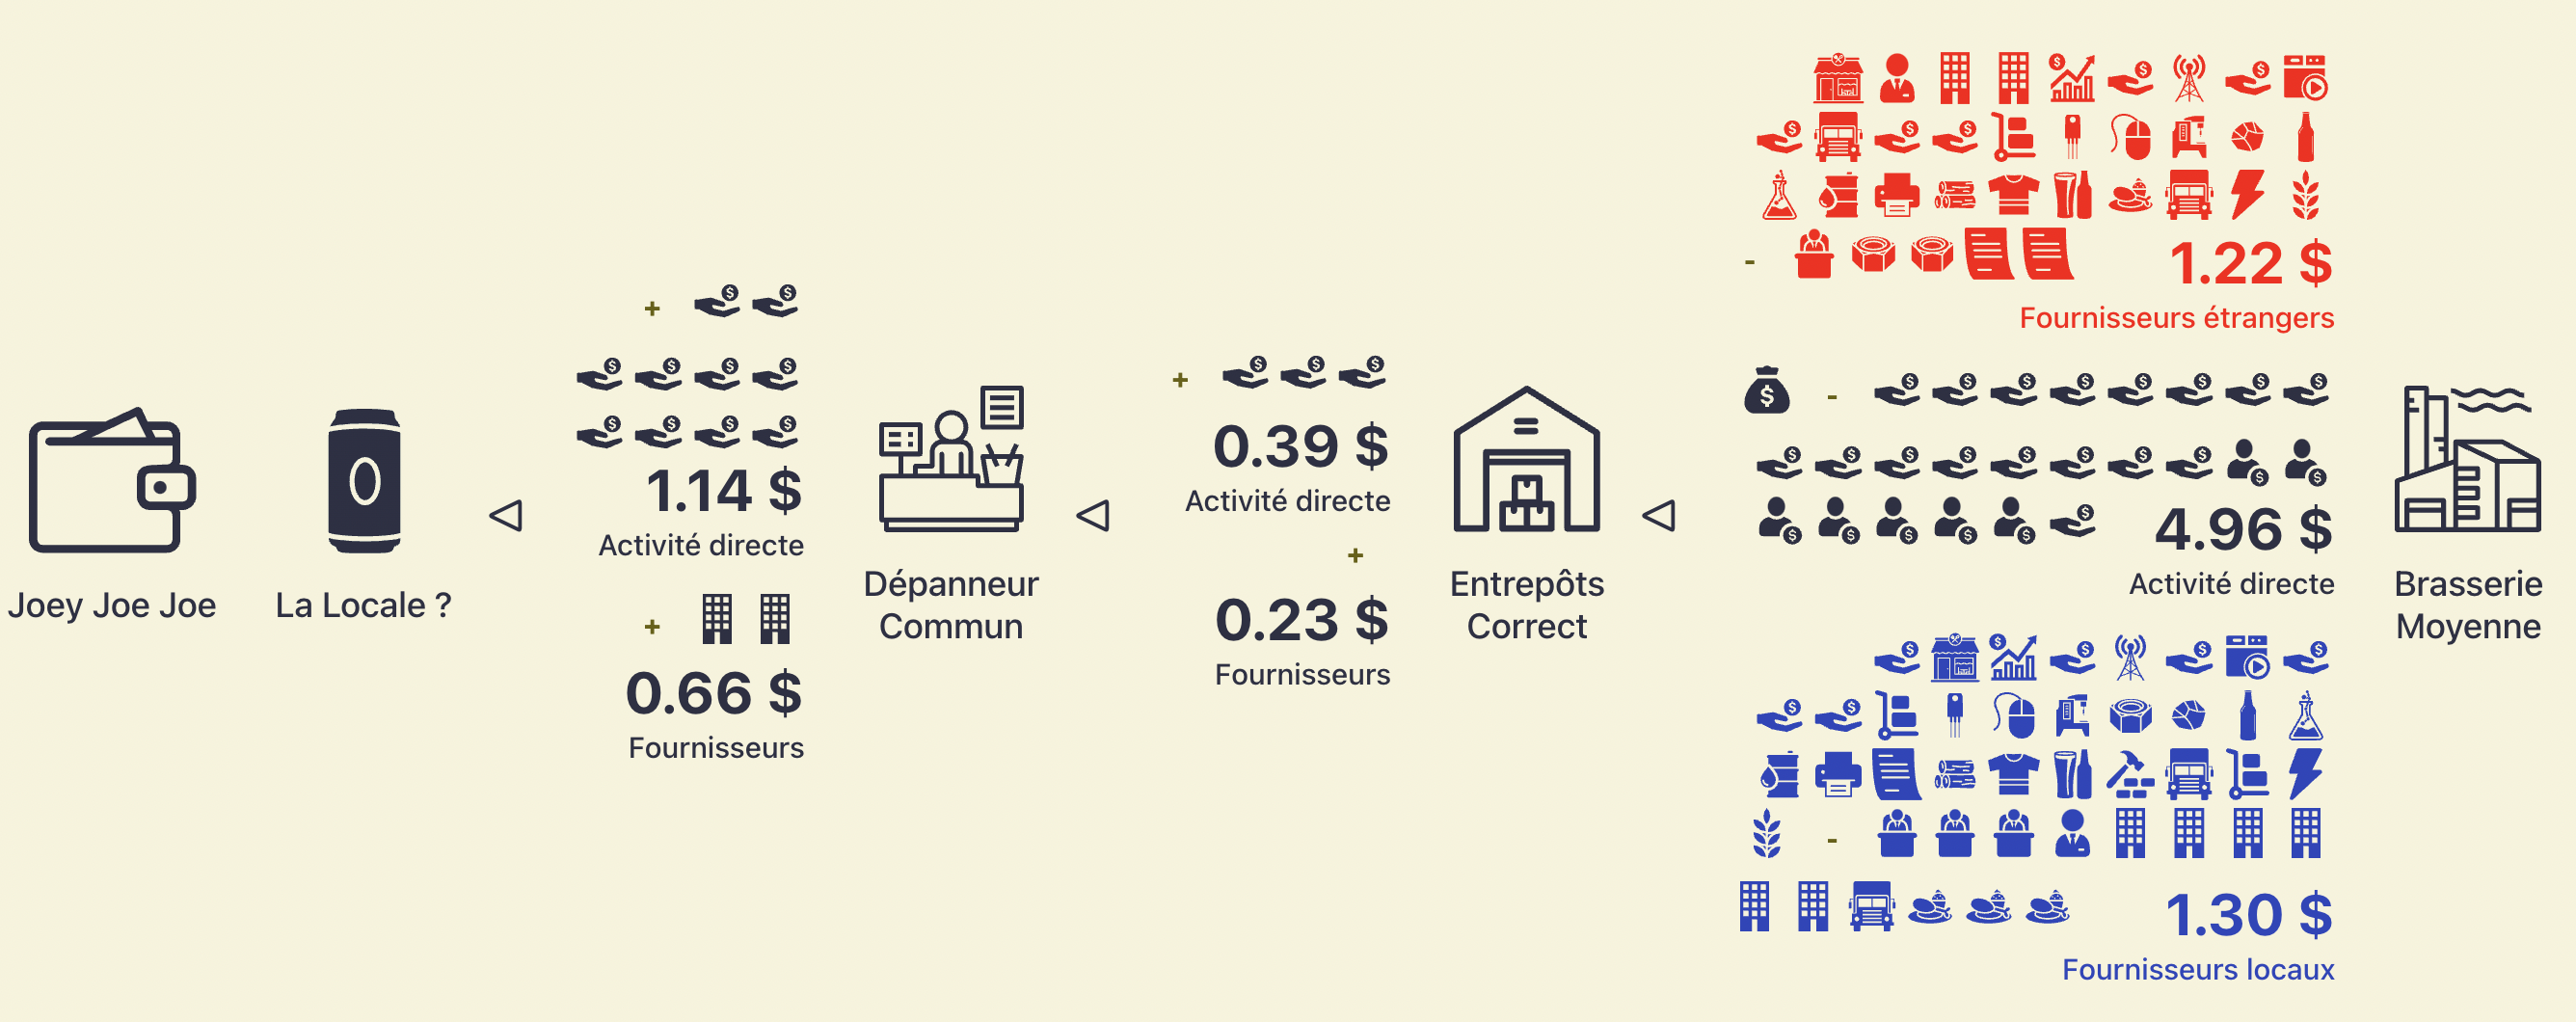 Joey Joe Joe
La Locale ?
+
1.14 $
Activité directe
+
0.66 $
Fournisseurs
Dépanneur
Commun
+
0.39 $
Activité directe
+
0.23 $
Fournisseurs
Entrepôts
Correct
-
1.22 $
Fournisseurs étrangers
-
4.96 $
Activité directe
-
1.30 $
Fournisseurs locaux
Brasserie
Moyenne